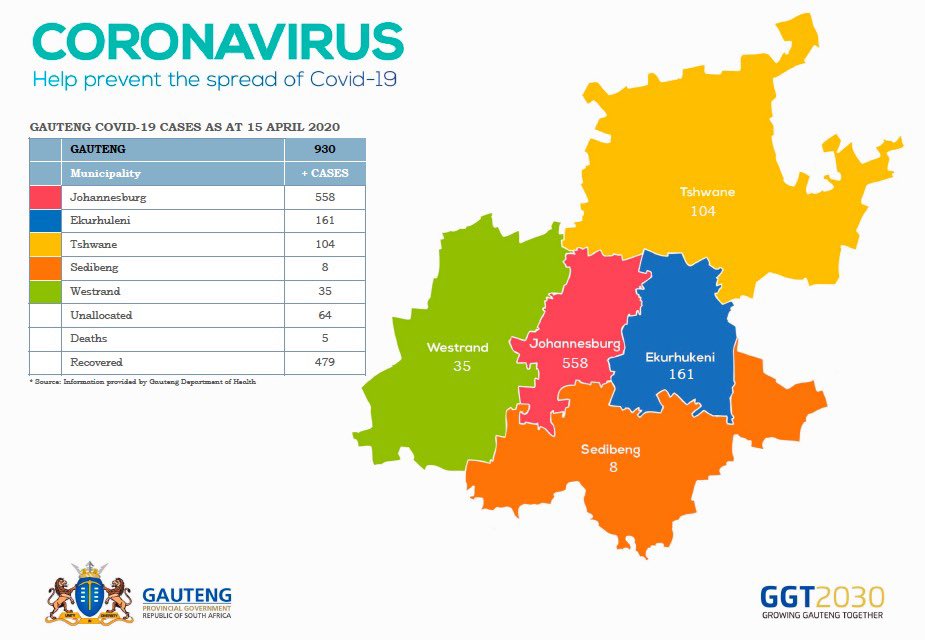 CORONAVIRUS
Help prevent the spread of Covid-19
GAUTENG COVID-19 CASES AS AT 15 APRIL 2020
GAUTENG 930
Municipality + CASES
Johannesburg 558
Ekurhuleni 161
Tshwane 104
Sedibeng 8
Westrand 35
Unallocated 64
Deaths 5
Recovered 479
* Source: Information provided by Gauteng Department of Health
Tshwane
104
Westrand
35
Johannesburg
558
Ekurhukeni
161
Sedibeng
8
GAUTENG
PROVINCIAL GOVERNMENT
REPUBLIC OF SOUTH AFRICA
GGT2030
GROWING GAUTENG TOGETHER